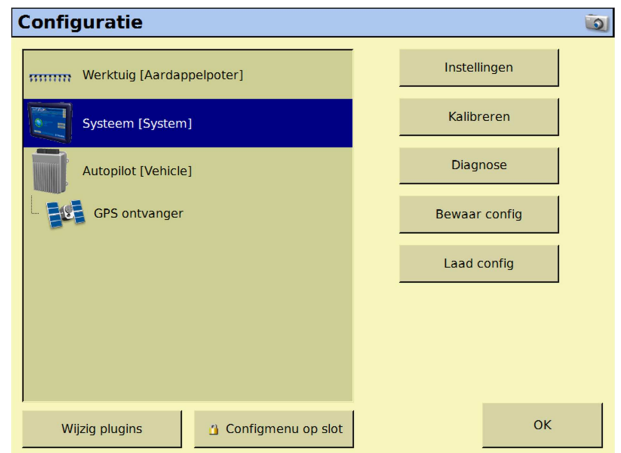 Configuratie
Werktuig [Aardappelpoter]
Systeem [System]
Autopilot [Vehicle]
GPS ontvanger
Instellingen
Kalibreren
Diagnose
Bewaar config
Laad config
Wijzig plugins
Configmenu op slot
OK